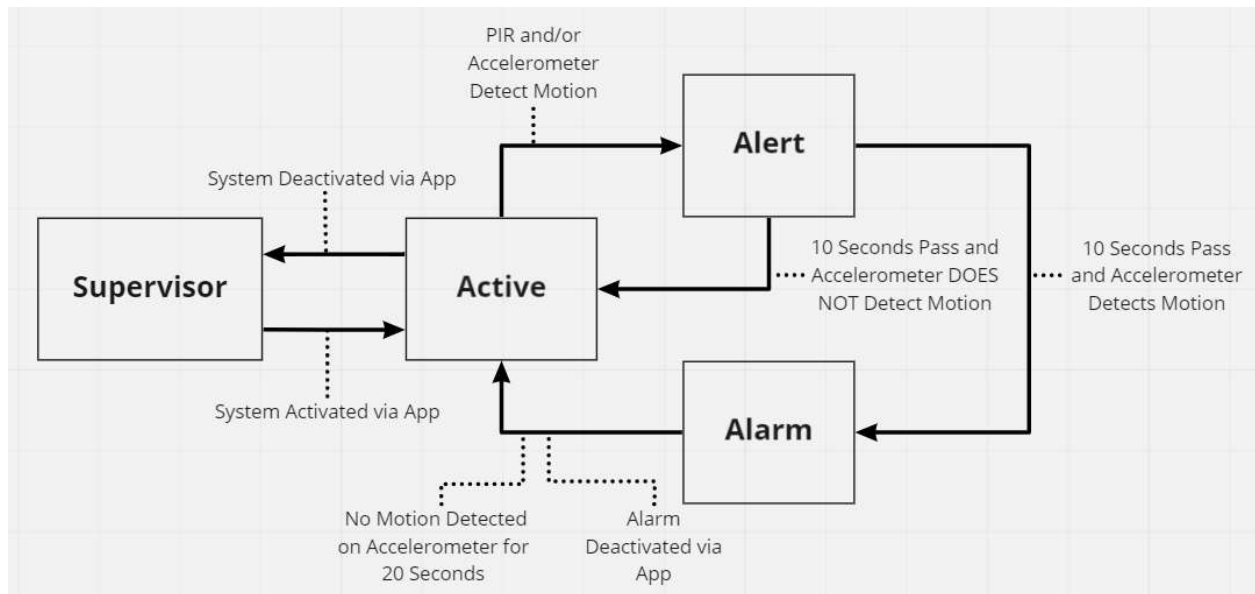 PIR and/or
Accelerometer
Detect Motion
Alert
System Deactivated via App
Supervisor
Active
10 Seconds Pass and
Accelerometer DOES
NOT Detect Motion
10 Seconds Pass
and Accelerometer
Detects Motion
System Activated via App
Alarm
No Motion Detected
on Accelerometer for
20 Seconds
Alarm
Deactivated via
App